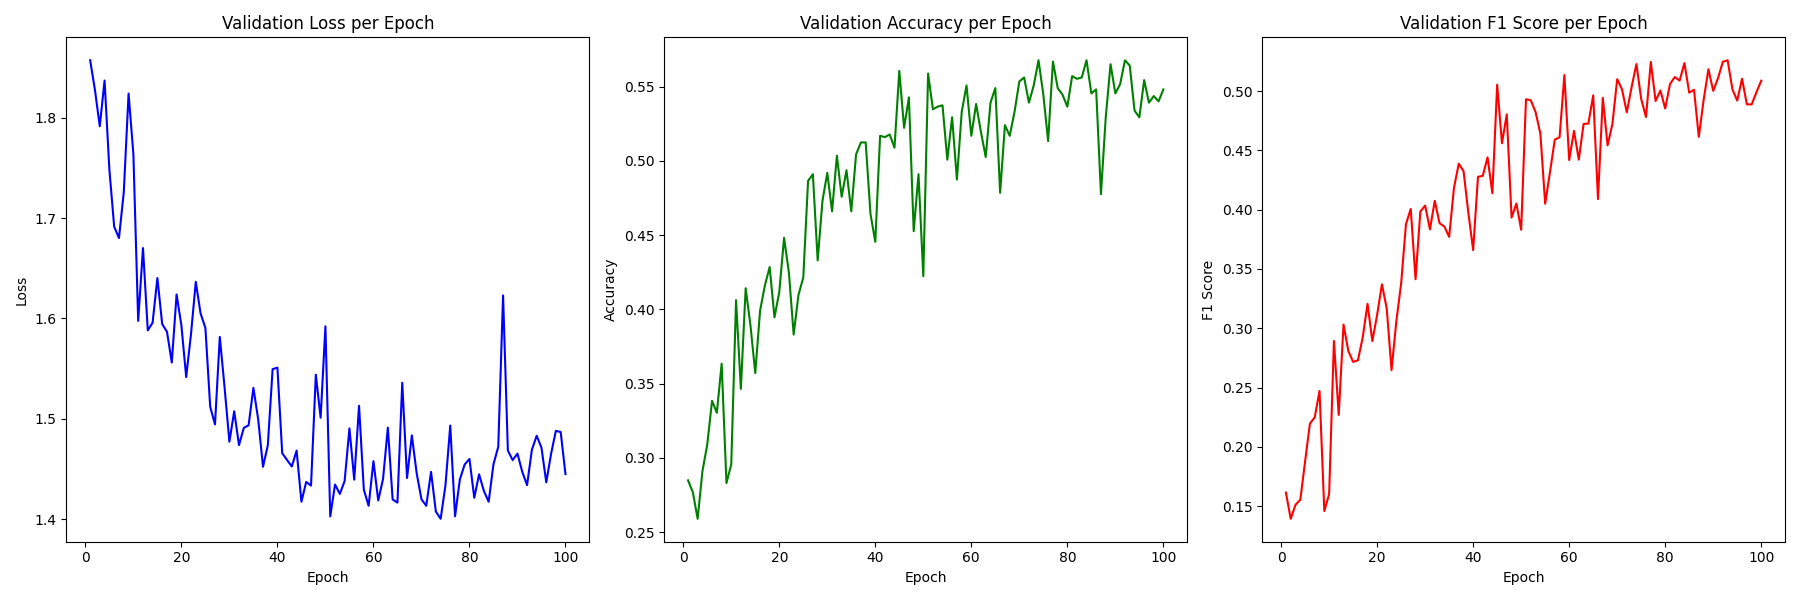 Validation Loss per Epoch
Loss
1.8
1.7
1.6
1.5
1.4
0 20 40 60 80 100
Epoch
Validation Accuracy per Epoch
Accuracy
0.55
0.50
0.45
0.40
0.35
0.30
0.25
0 20 40 60 80 100
Epoch
Validation F1 Score per Epoch
F1 Score
0.50
0.45
0.40
0.35
0.30
0.25
0.20
0.15
0 20 40 60 80 100
Epoch